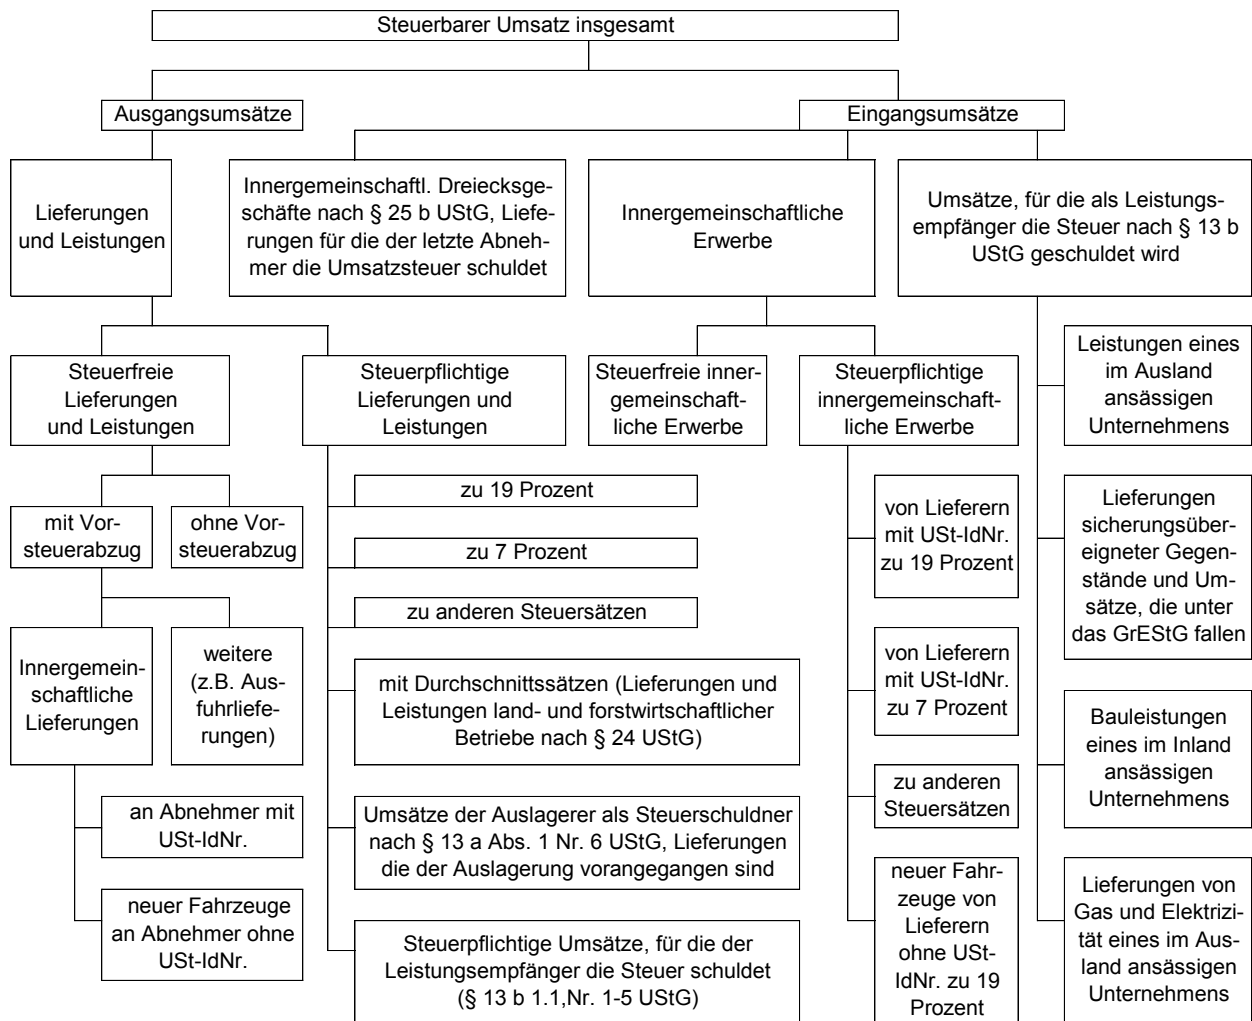 Steuerbarer Umsatz insgesamt
Ausgangsumsätze
Eingangsumsätze
Lieferungen
und Leistungen
Innergemeinschaftl. Dreiecksge-
schäfte nach § 25 b UStG, Liefe-
rungen für die der letzte Abneh-
mer die Umsatzsteuer schuldet
Innergemeinschaftliche
Erwerbe
Umsätze, für die als Leistungs-
empfänger die Steuer nach § 13 b
UStG geschuldet wird
Steuerfreie
Lieferungen
und Leistungen
Steuerpflichtige
Lieferungen und
Leistungen
Steuerfreie inner-
gemeinschaft-
liche Erwerbe
Steuerpflichtige
innergemeinschaft-
liche Erwerbe
Leistungen eines
im Ausland
ansässigen
Unternehmens
mit Vor-
steuerabzug
ohne Vor-
steuerabzug
zu 19 Prozent
zu 7 Prozent
zu anderen Steuersätzen
von Lieferern
mit USt-IdNr.
zu 19 Prozent
Lieferungen
sicherungsüber-
eigneter Gegen-
stände und Um-
sätze, die unter
das GrEStG fallen
Innergemein-
schaftliche
Lieferungen
weitere
(z.B. Aus-
fuhrliefe-
rungen)
mit Durchschnittssätzen (Lieferungen und
Leistungen land- und forstwirtschaftlicher
Betriebe nach § 24 UStG)
von Lieferern
mit USt-IdNr.
zu 7 Prozent
Bauleistungen
eines im Inland
ansässigen
Unternehmens
an Abnehmer mit
USt-IdNr.
Umsätze der Auslagerer als Steuerschuldner
nach § 13 a Abs. 1 Nr. 6 UStG, Lieferungen
die der Auslagerung vorangegangen sind
zu anderen
Steuersätzen
neuer Fahrzeuge
an Abnehmer ohne
USt-IdNr.
Steuerpflichtige Umsätze, für die der
Leistungsempfänger die Steuer schuldet
(§ 13 b 1.1,Nr. 1-5 UStG)
neuer Fahr-
zeuge von
Lieferern
ohne USt-
IdNr. zu 19
Prozent
Lieferungen von
Gas und Elektrizi-
tät eines im Aus-
land ansässigen
Unternehmens